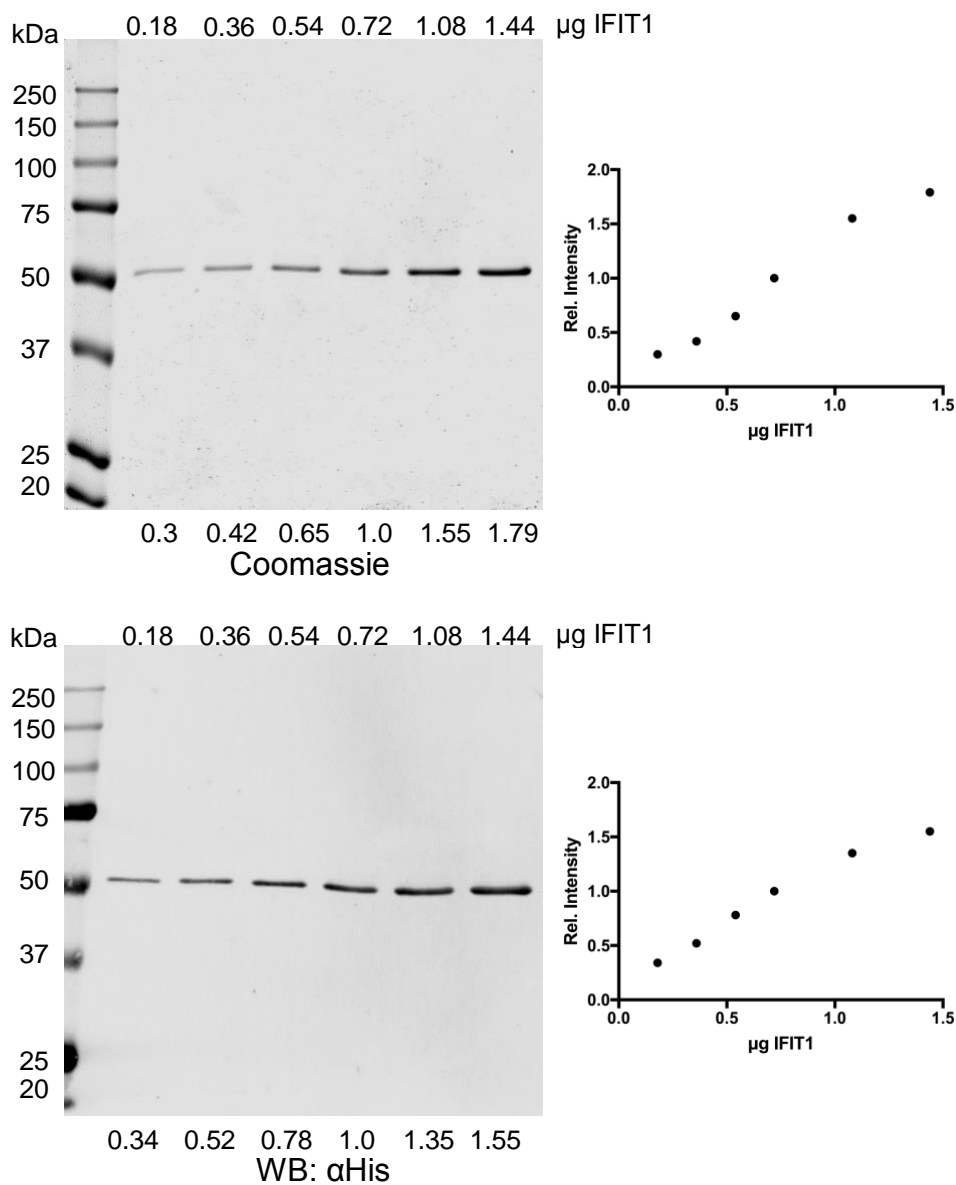 kDa 0.18 0.36 0.54 0.72 1.08 1.44 µg IFIT1
250
150
100
75
50
37
25
20
0.3 0.42 0.65 1.0 1.55 1.79
Coomassie
2.0
1.5
1.0
0.5
0.0
Rel. Intensity
0.0 0.5 1.0 1.5
µg IFIT1
kDa 0.18 0.36 0.54 0.72 1.08 1.44 µg IFIT1
250
150
100
75
50
37
25
20
0.34 0.52 0.78 1.0 1.35 1.55
WB: αHis
2.0
1.5
1.0
0.5
0.0
Rel. Intensity
0.0 0.5 1.0 1.5
µg IFIT1